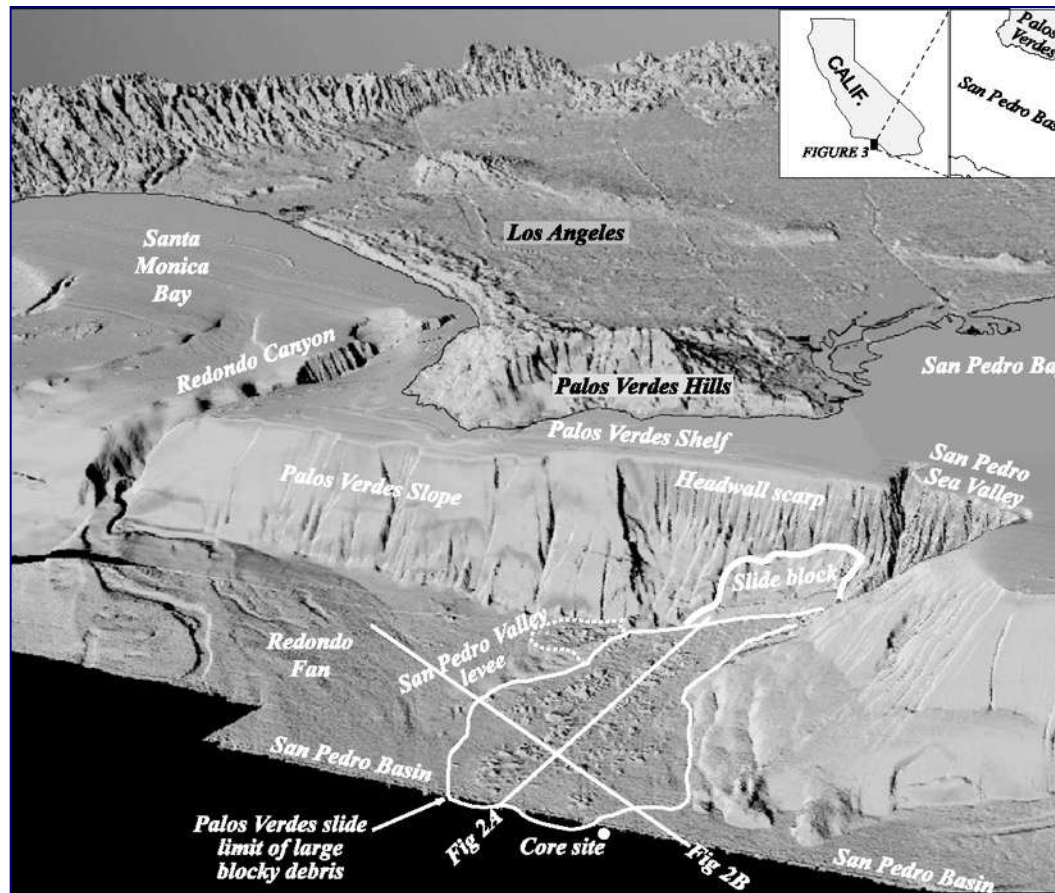 CALIF.
FIGURE 3
Palos
Verdes
San Pedro Basi
Santa
Monica
Bay
Los Angeles
Redondo Canyon
San Pedro Ba
Palos Verdes Hills
Palos Verdes Shelf
San Pedro
Sea Valley
Palos Verdes Slope
Headwall scarp
Slide block
Redondo
Fan
San Pedro Valley
levee
San Pedro Basin
Palos Verdes slide
limit of large
blocky debris
Fig 2A
Core site
Fig 2B
San Pedro Basin